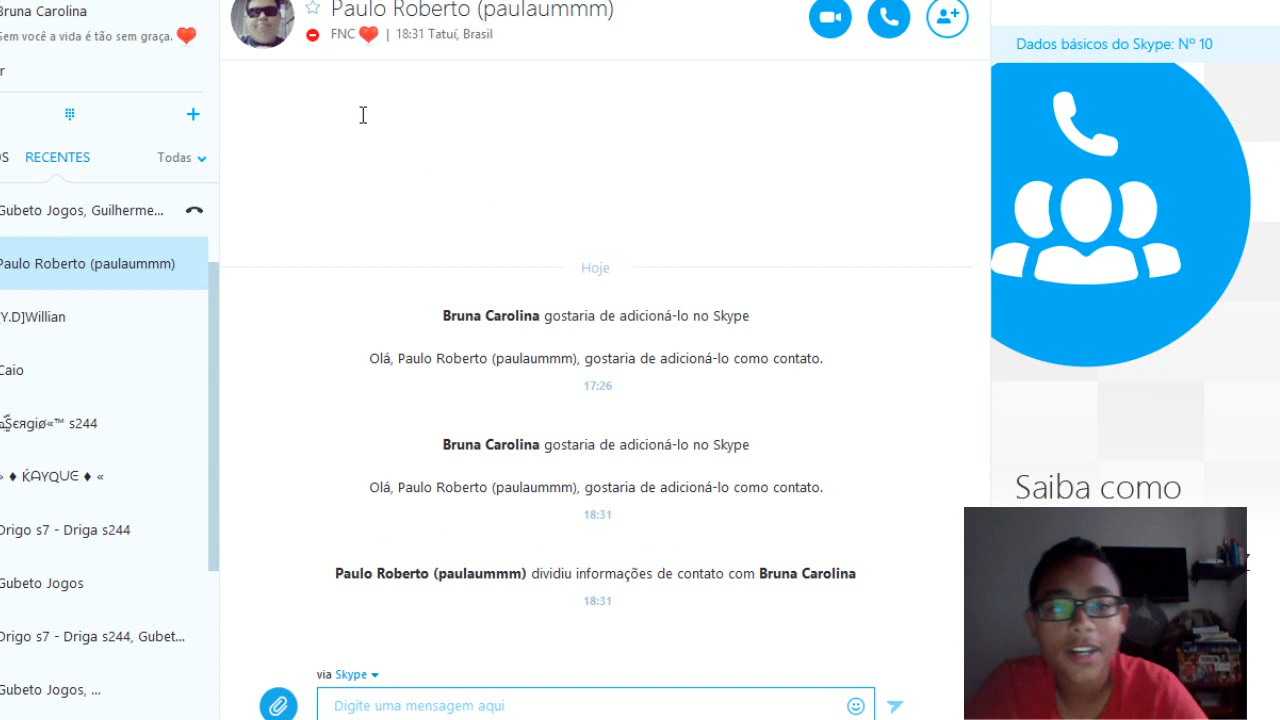 Bruna Carolina
Sem você a vida é tão sem graça.
r
OS RECENTES Todas
Gubeto Jogos, Guilherme...
Paulo Roberto (paulaummm)
[Y.D]Willian
Caio
s244
» ♦ ḰᗩYQᑌᕮ ♦ «
Drigo s7 - Driga s244
Gubeto Jogos
Drigo s7 - Driga s244, Gubet...
Gubeto Jogos, ...
Paulo Roberto (paulaummm)
FNC ❤ | 18:31 Tatuí, Brasil
Hoje
Bruna Carolina gostaria de adicioná-lo no Skype
Olá, Paulo Roberto (paulaummm), gostaria de adicioná-lo como contato.
17:26
Bruna Carolina gostaria de adicioná-lo no Skype
Olá, Paulo Roberto (paulaummm), gostaria de adicioná-lo como contato.
18:31
Paulo Roberto (paulaummm) dividiu informações de contato com Bruna Carolina
18:31
via Skype
Digite uma mensagem aqui
Dados básicos do Skype: Nº 10
Saiba como